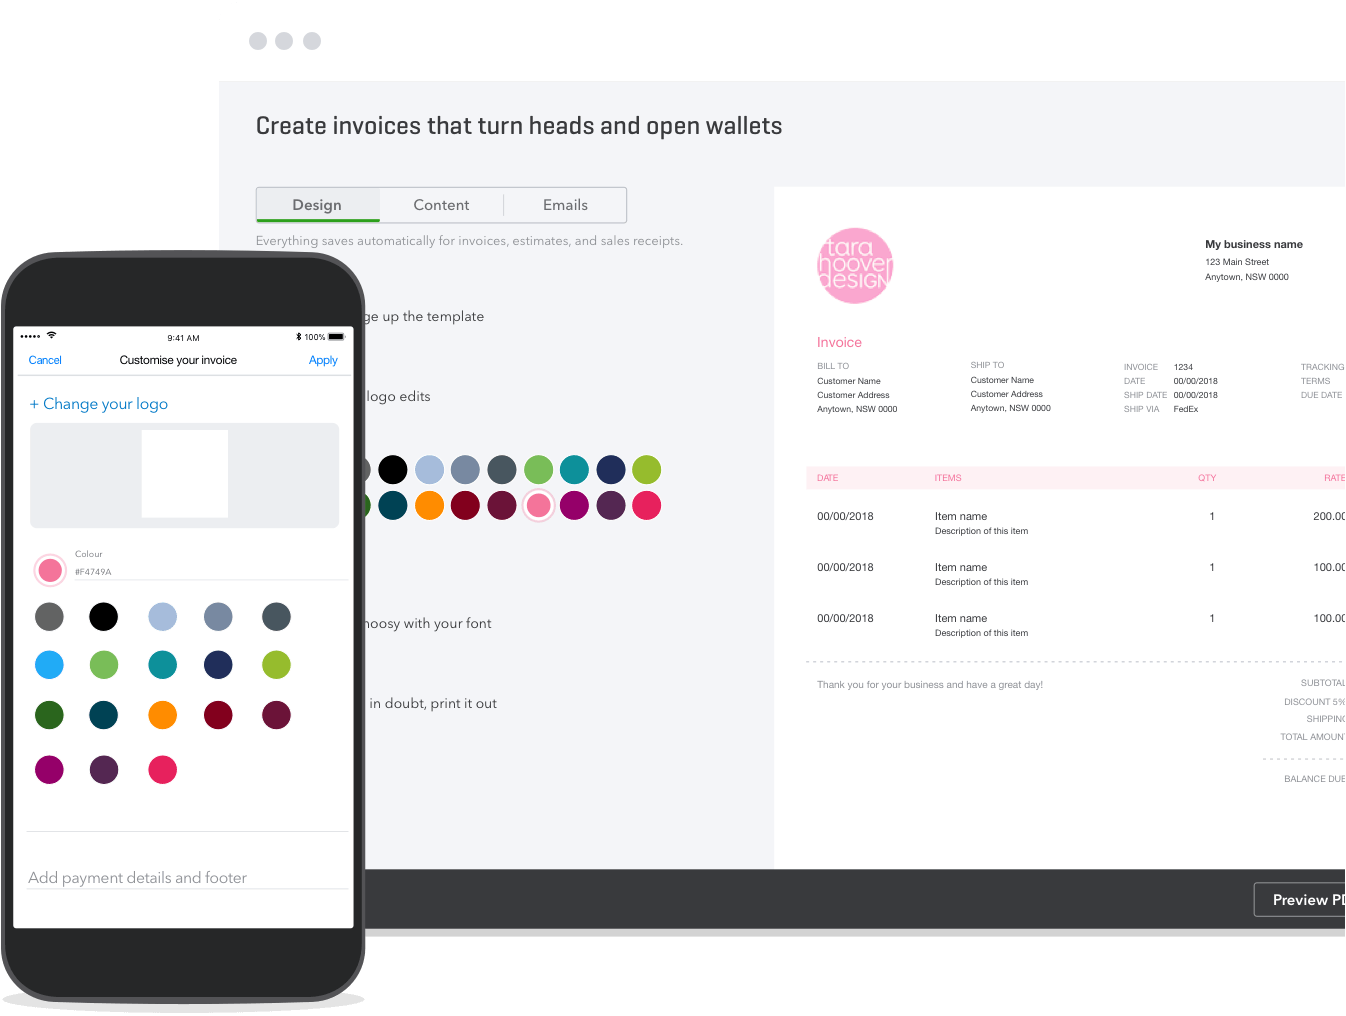 Create invoices that turn heads and open wallets
Design Content Emails
Everything saves automatically for invoices, estimates, and sales receipts.
up the template
logo edits
with your font
in doubt, print it out
9:41 AM 100%
Cancel Customise your invoice Apply
+ Change your logo
Colour
#F4749A
Add payment details and footer
tara
hoover
desIGN
My business name
123 Main Street
Anytown, NSW 0000
Invoice
BILL TO
Customer Name
Customer Address
Anytown, NSW 0000
SHIP TO
Customer Name
Customer Address
Anytown, NSW 0000
INVOICE 1234
DATE 00/00/2018
SHIP DATE 00/00/2018
SHIP VIA FedEx
TRACKING
TERMS
DUE DATE
DATE ITEMS QTY RATE
00/00/2018 Item name 1 200.00
Description of this item
00/00/2018 Item name 1 100.00
Description of this item
00/00/2018 Item name 1 100.00
Description of this item
Thank you for your business and have a great day!
SUBTOTAL
DISCOUNT 5%
SHIPPING
TOTAL AMOUNT
BALANCE DUE
Preview